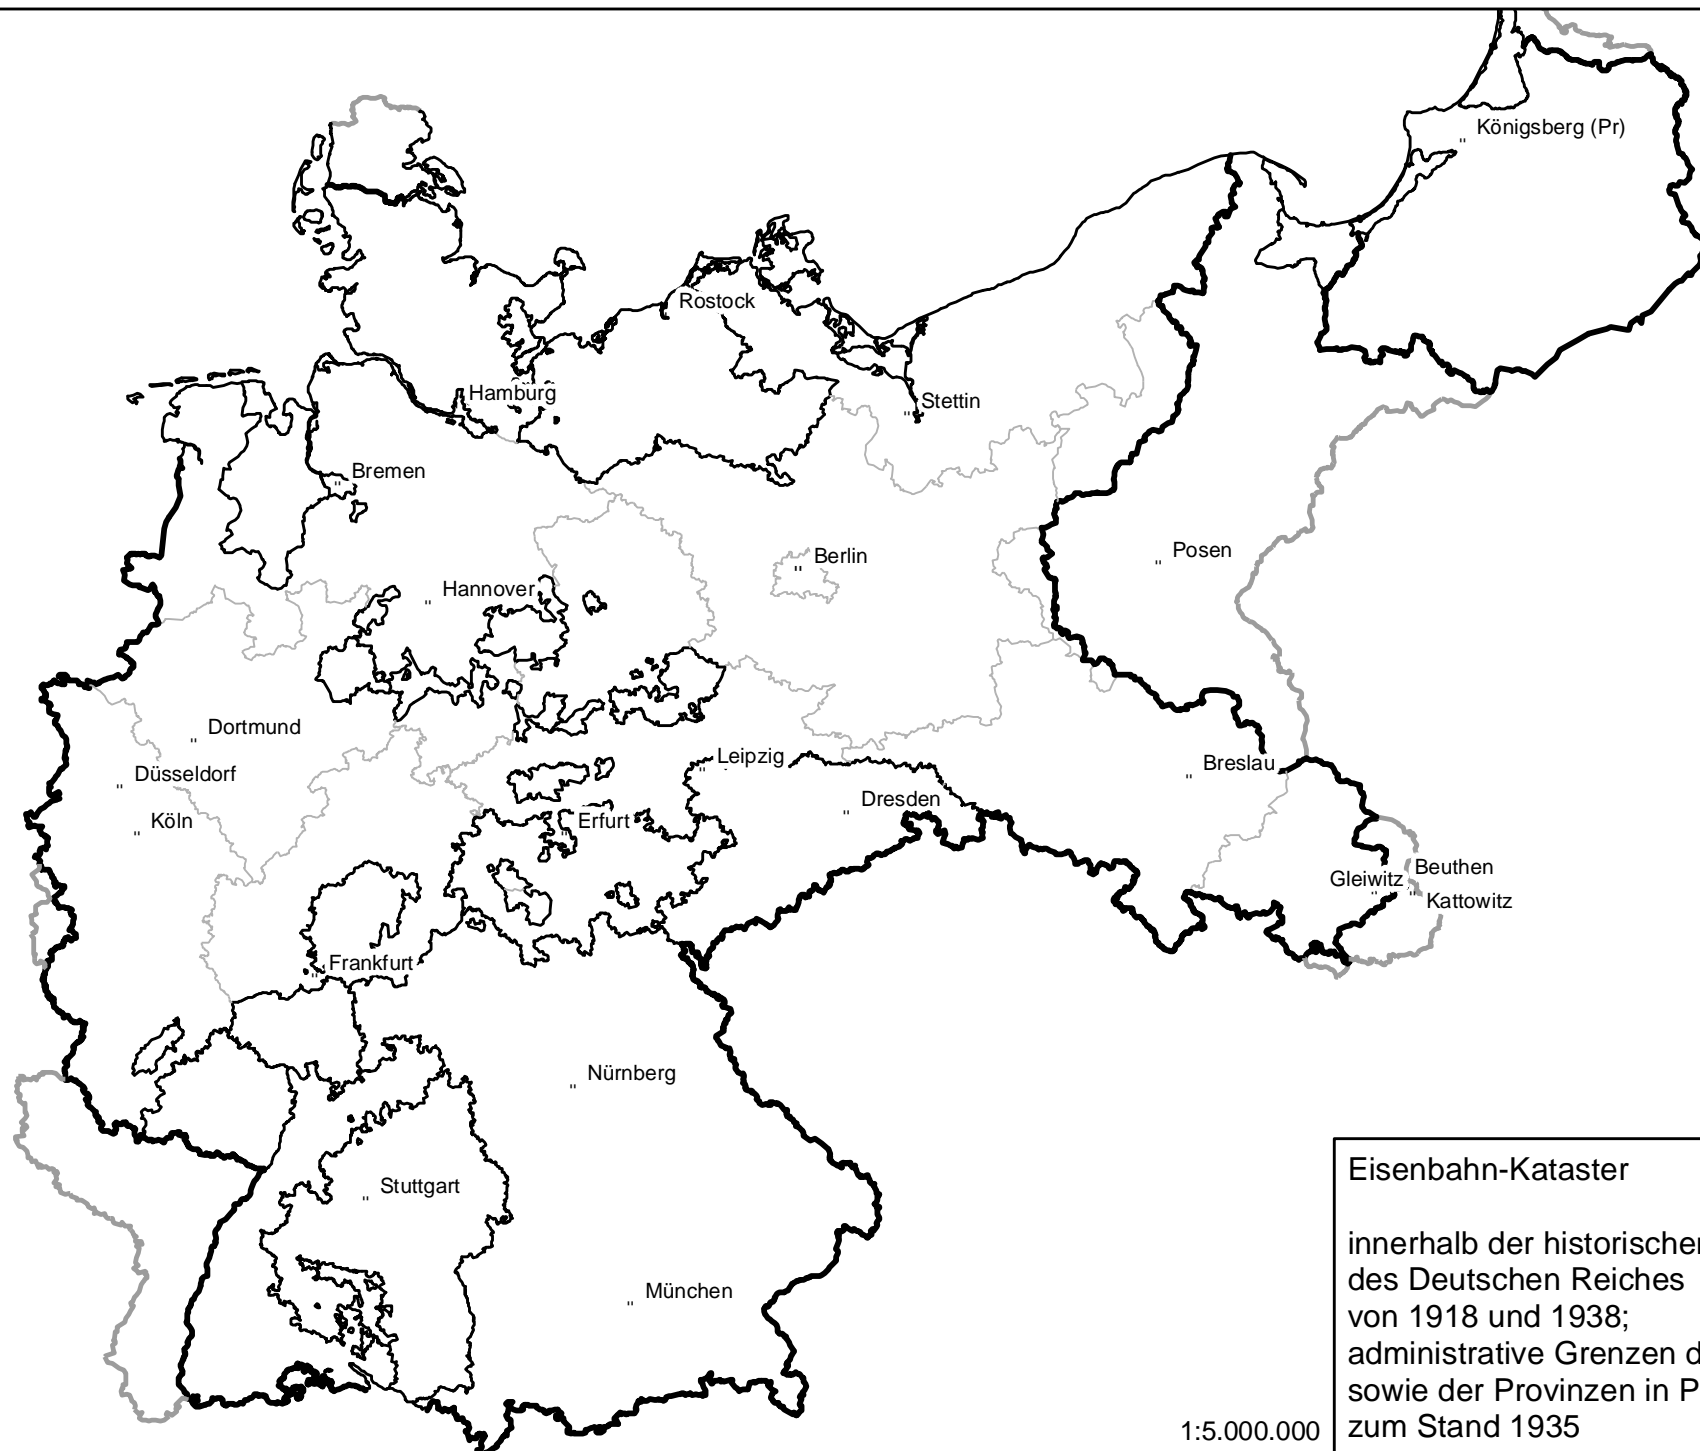 Königsberg (Pr)
Rostock
Hamburg
Stettin
Bremen
Berlin
Posen
Hannover
Dortmund
Leipzig
Breslau
Düsseldorf
Dresden
Köln
Erfurt
Beuthen
Gleiwitz
Kattowitz
Frankfurt
Nürnberg
Stuttgart
München
Eisenbahn-Kataster
innerhalb der historischen
des Deutschen Reiches
von 1918 und 1938;
administrative Grenzen d
sowie der Provinzen in P
zum Stand 1935
1:5.000.000